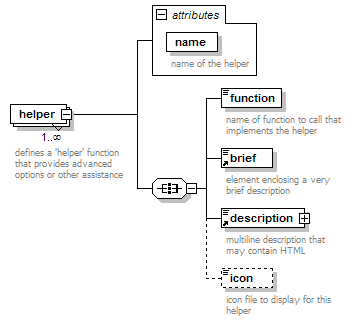 attributes
name
name of the helper
helper
1..∞
defines a 'helper' function
that provides advanced
options or other assistance
function
name of function to call that
implements the helper
brief
element enclosing a very
brief description
description
multiline description that
may contain HTML
icon
icon file to display for this
helper